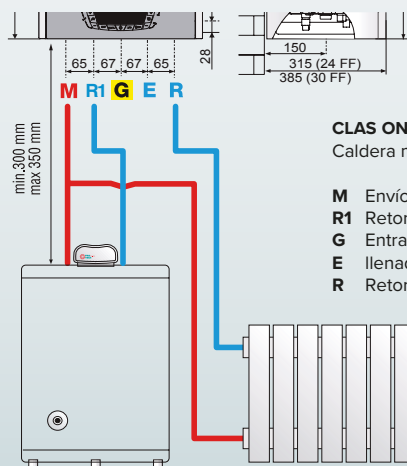 28
65 67 67 65
150
315 (24 FF)
385 (30 FF)
M R1 G E R
min.300 mm
max 350 mm
CLAS ON
Caldera
M Envío
R1 Retor
G Entra
E llenad
R Retor